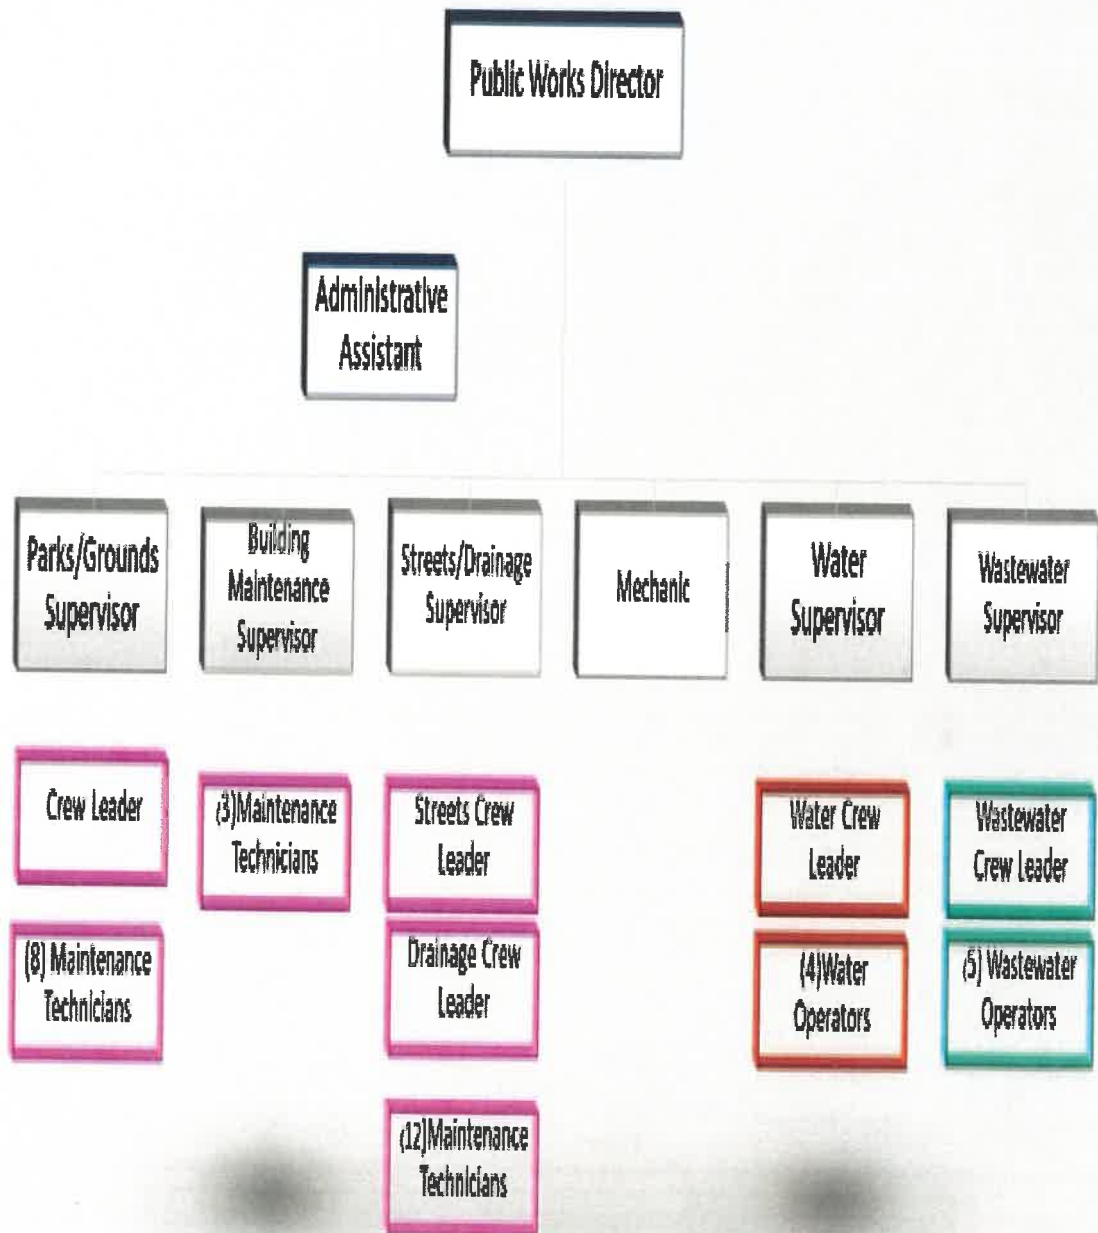 Public Works Director
Administrative
Assistant
Parks/Grounds
Supervisor
Building
Maintenance
Supervisor
Streets/Drainage
Supervisor
Mechanic
Water
Supervisor
Wastewater
Supervisor
Crew Leader
(8) Maintenance
Technicians
(3)Maintenance
Technicians
Streets Crew
Leader
Drainage Crew
Leader
(12)Maintenance
Technicians
Water Crew
Leader
(4)Water
Operators
Wastewater
Crew Leader
(5) Wastewater
Operators